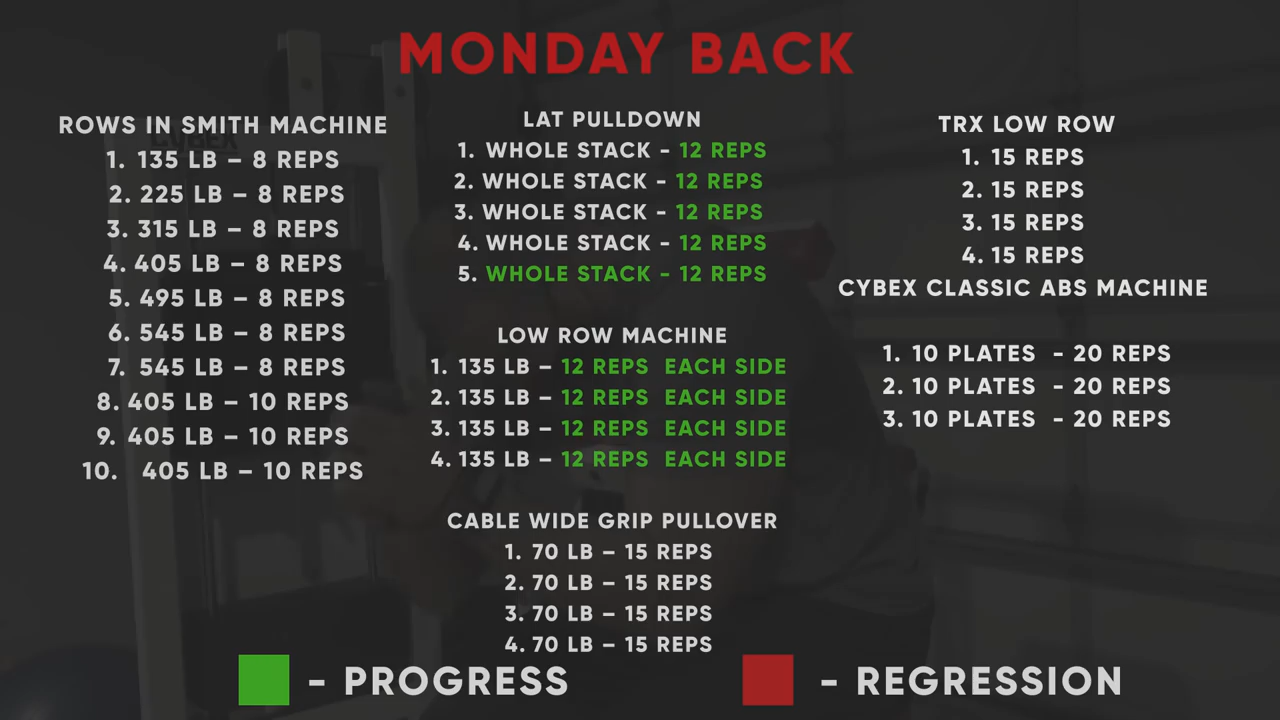 MONDAY BACK
ROWS IN SMITH MACHINE
1. 135 LB – 8 REPS
2. 225 LB – 8 REPS
3. 315 LB – 8 REPS
4. 405 LB – 8 REPS
5. 495 LB – 8 REPS
6. 545 LB – 8 REPS
7. 545 LB – 8 REPS
8. 405 LB – 10 REPS
9. 405 LB – 10 REPS
10. 405 LB – 10 REPS
LAT PULLDOWN
1. WHOLE STACK - 12 REPS
2. WHOLE STACK - 12 REPS
3. WHOLE STACK - 12 REPS
4. WHOLE STACK - 12 REPS
5. WHOLE STACK - 12 REPS
LOW ROW MACHINE
1. 135 LB – 12 REPS EACH SIDE
2. 135 LB – 12 REPS EACH SIDE
3. 135 LB – 12 REPS EACH SIDE
4. 135 LB – 12 REPS EACH SIDE
CABLE WIDE GRIP PULLOVER
1. 70 LB – 15 REPS
2. 70 LB – 15 REPS
3. 70 LB – 15 REPS
4. 70 LB – 15 REPS
TRX LOW ROW
1. 15 REPS
2. 15 REPS
3. 15 REPS
4. 15 REPS
CYBEX CLASSIC ABS MACHINE
1. 10 PLATES - 20 REPS
2. 10 PLATES - 20 REPS
3. 10 PLATES - 20 REPS
- PROGRESS
- REGRESSION
CYBEX